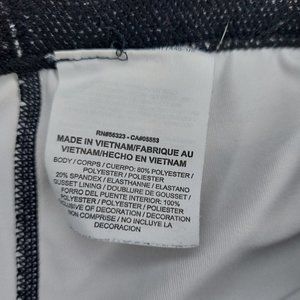 RN#56323 - CA#05553
MADE IN VIETNAM/FABRIQUE AU
VIETNAM/HECHO EN VIETNAM
BODY / CORPS / CUERPO: 80% POLYESTER /
POLYESTER / POLIESTER
20% SPANDEX / ELASTHANNE / ELASTANO
GUSSET LINING / DOUBLURE DE GOUSSET /
FORRO DEL PUENTE INTERIOR: 100%
POLYESTER / POLYESTER / POLIESTER
EXCLUSIVE OF DECORATION / DECORATION
NON COMPRISE / NO INCLUYE LA
DECORACION